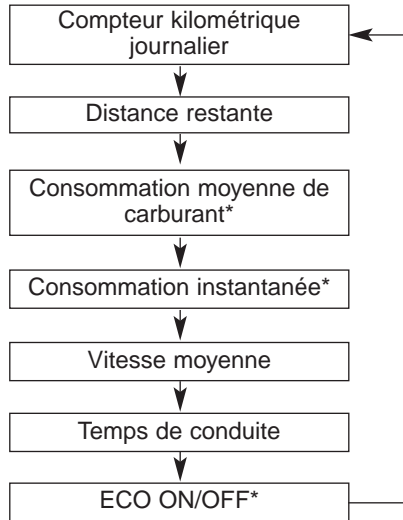 Compteur kilométrique
journalier
Distance restante
Consommation moyenne de
carburant*
Consommation instantanée*
Vitesse moyenne
Temps de conduite
ECO ON/OFF*